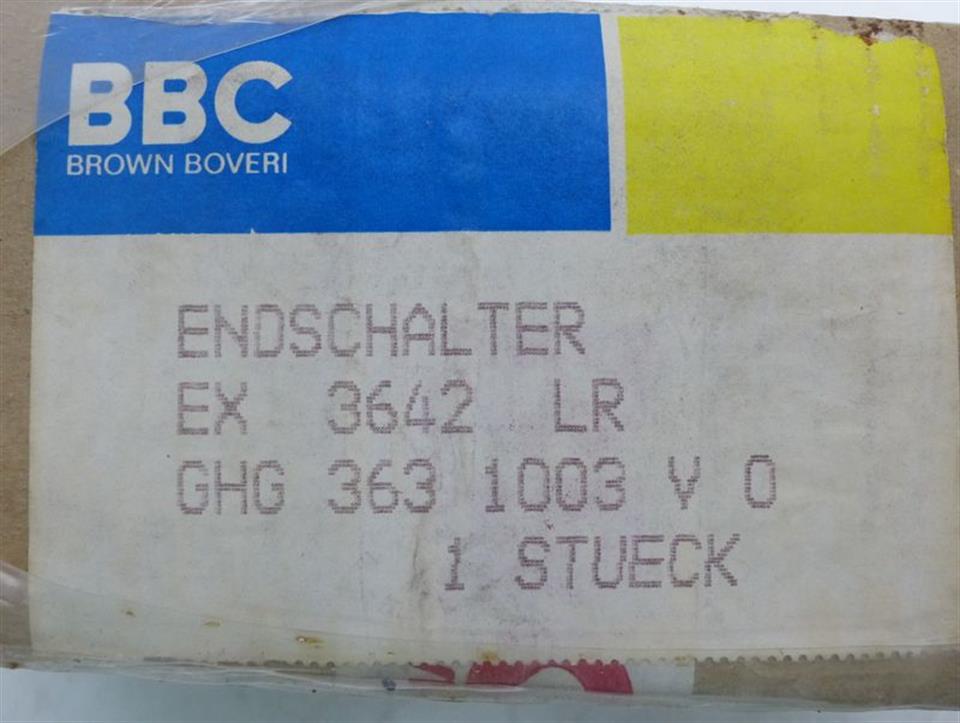 BBC
BROWN BOVERI
ENDSCHALTER
EX 3642 LR
GHG 363 1003 V 0
1 STUECK